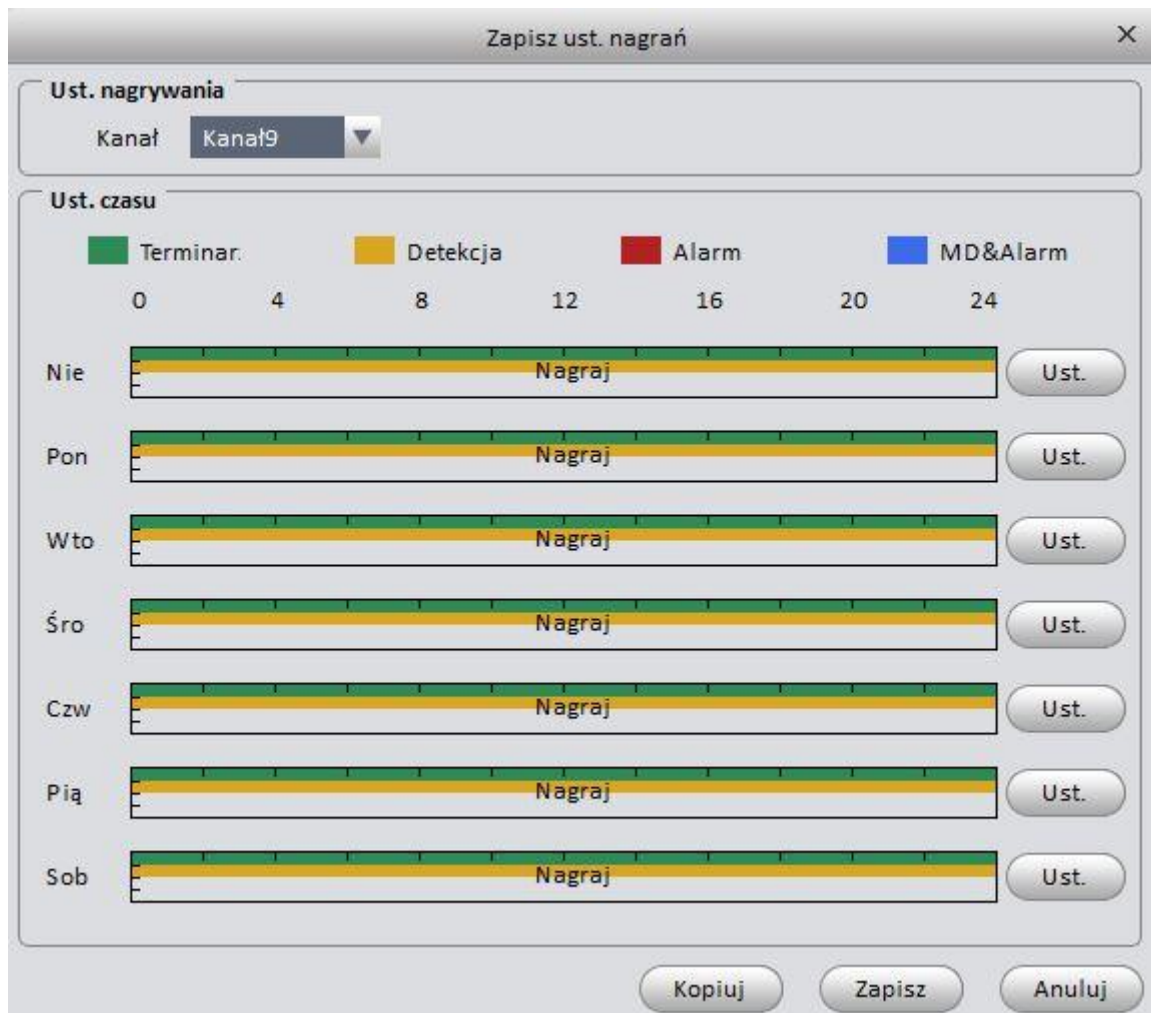 Zapisz ust. nagrań
Ust. nagrywania
Kanał Kanał9
Ust. czasu
Terminar. Detekcja Alarm MD&Alarm
0 4 8 12 16 20 24
Nie Nagraj Ust.
Pon Nagraj Ust.
Wto Nagraj Ust.
Śro Nagraj Ust.
Czw Nagraj Ust.
Pią Nagraj Ust.
Sob Nagraj Ust.
Kopiuj Zapisz Anuluj